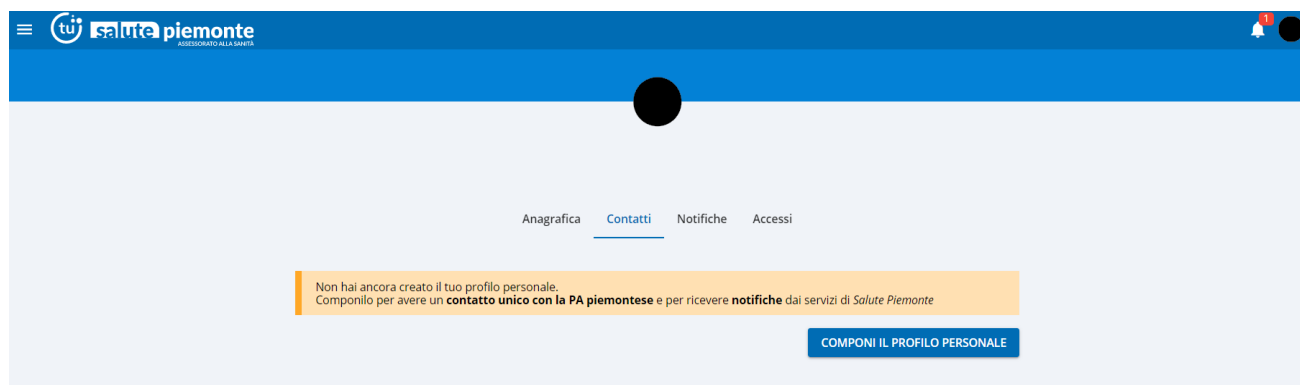 tü salute piemonte
ASSESSORATO ALLA SANITÀ
1
Anagrafica Contatti Notifiche Accessi
Non hai ancora creato il tuo profilo personale.
Componilo per avere un contatto unico con la PA piemontese e per ricevere notifiche dai servizi di Salute Piemonte
COMPONI IL PROFILO PERSONALE